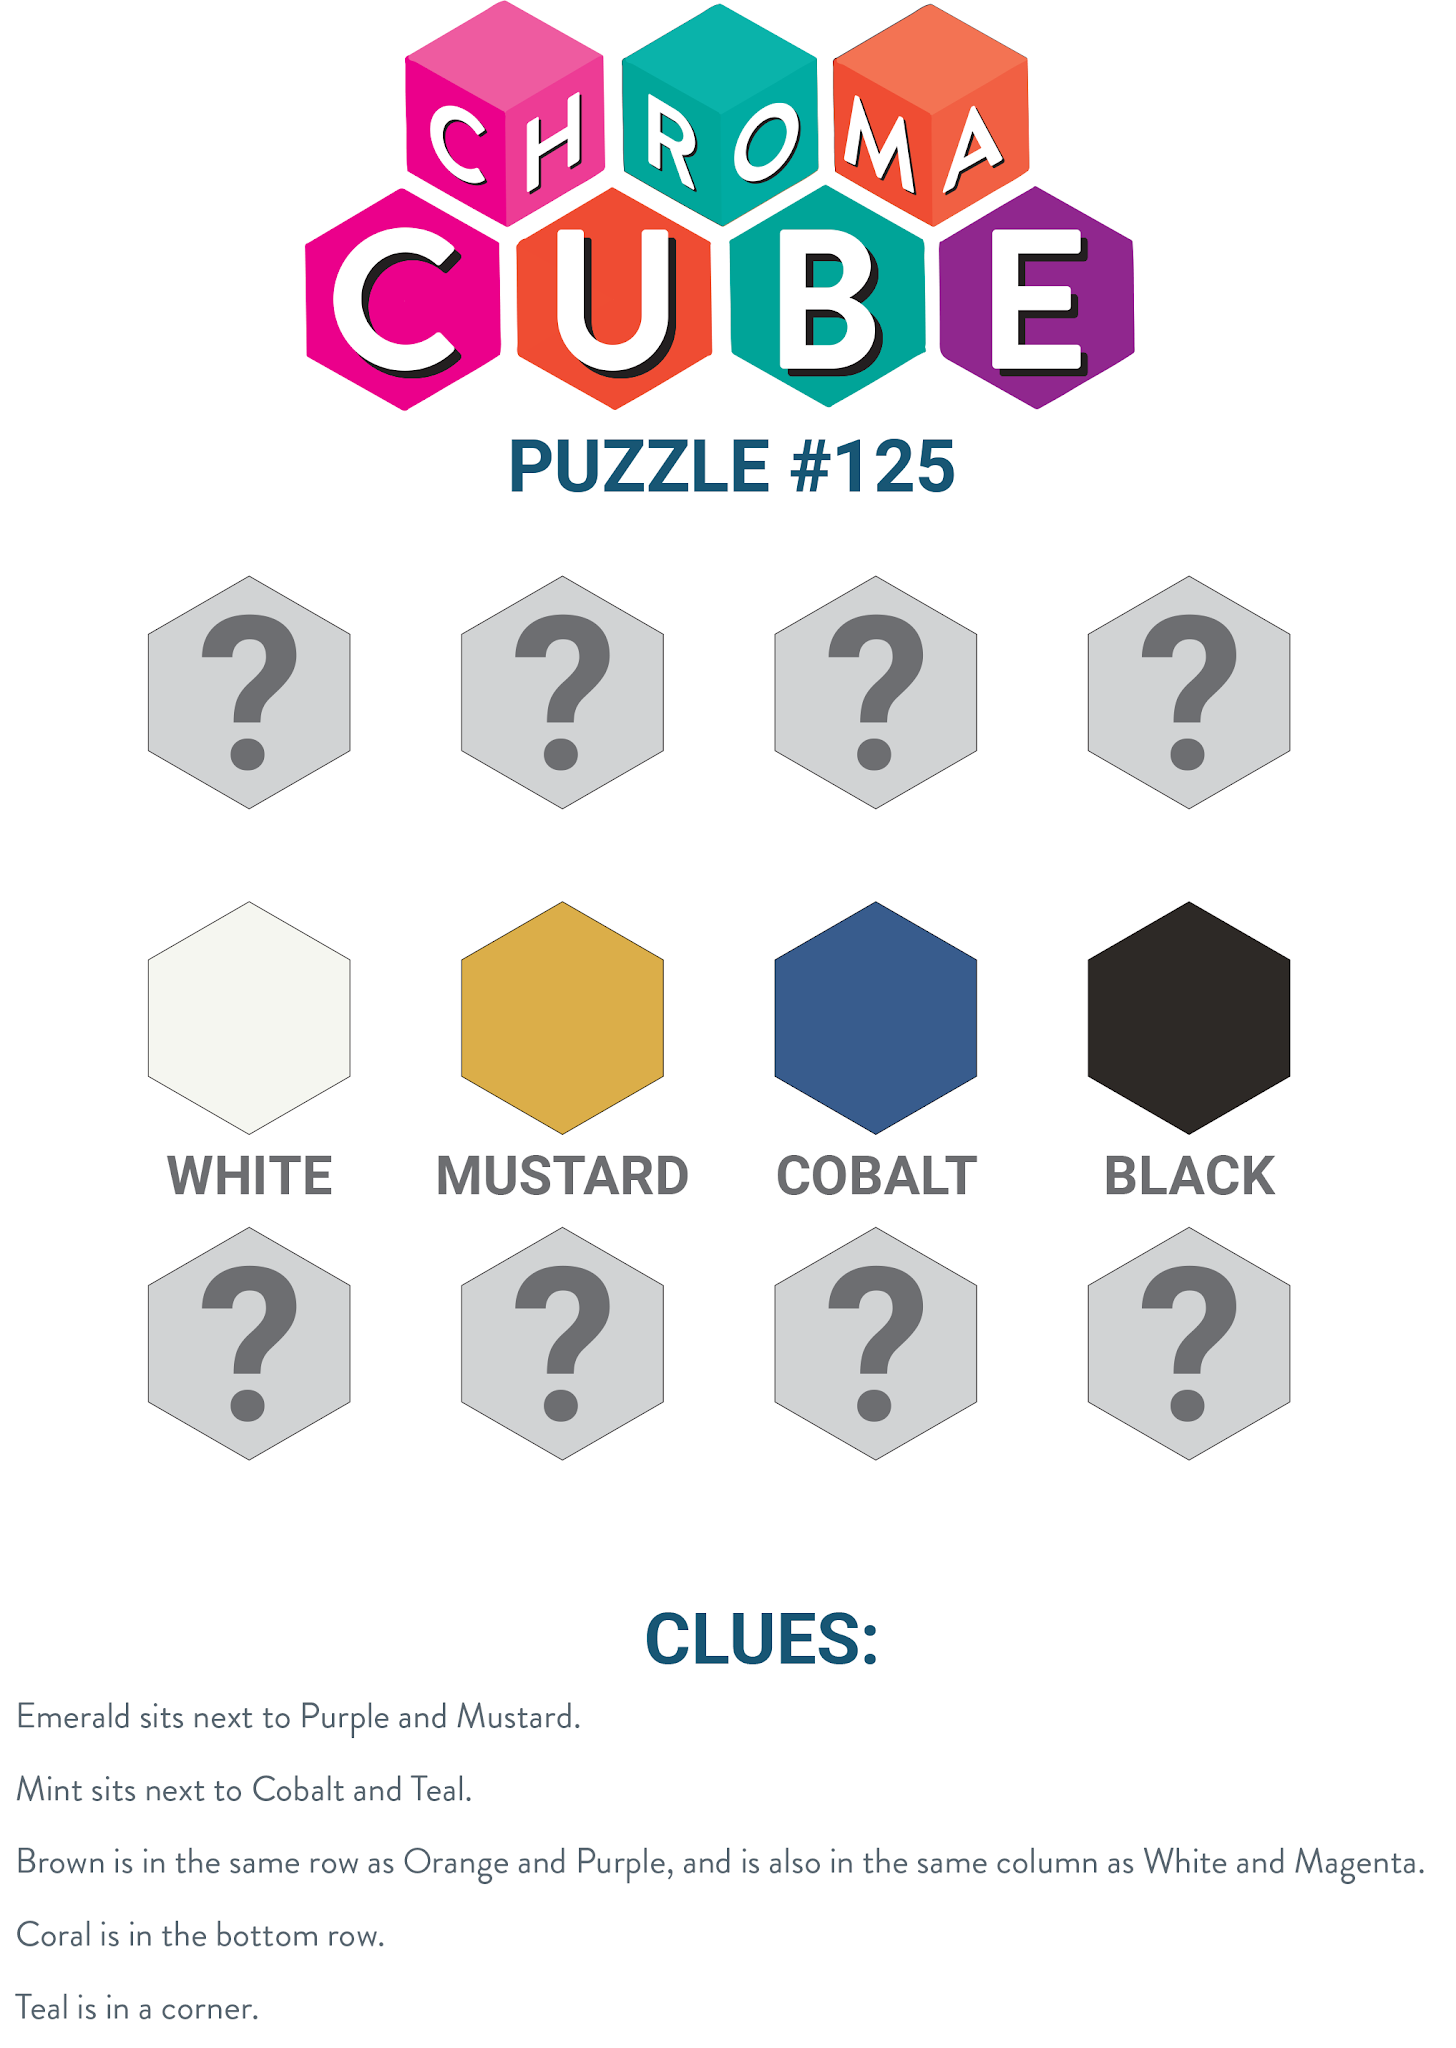 CHROMA
CUBE
PUZZLE #125
? ? ? ?
WHITE MUSTARD COBALT BLACK
? ? ? ?
CLUES:
Emerald sits next to Purple and Mustard.
Mint sits next to Cobalt and Teal.
Brown is in the same row as Orange and Purple, and is also in the same column as White and Magenta.
Coral is in the bottom row.
Teal is in a corner.